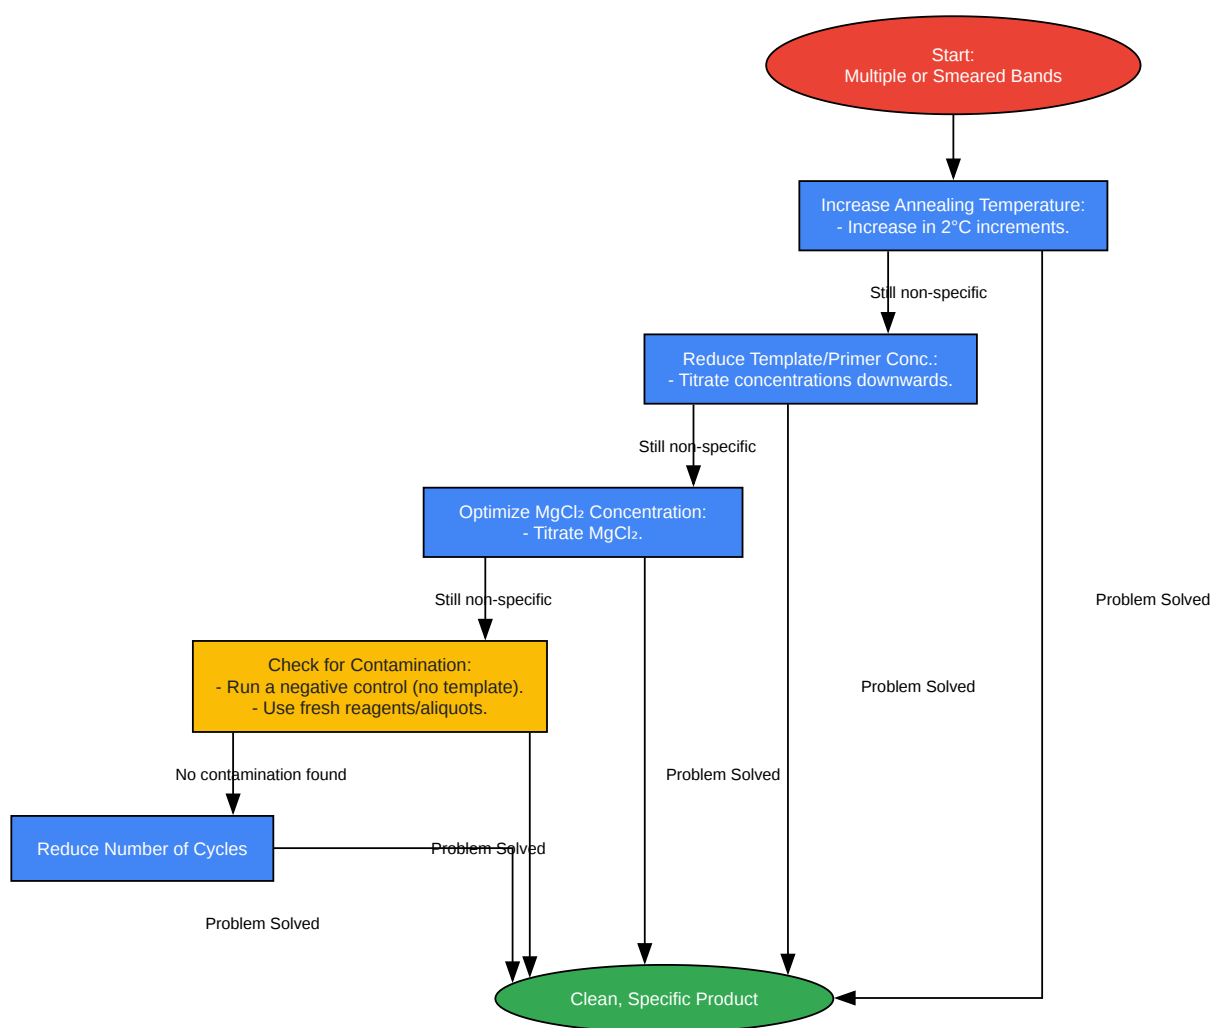 Start:
Multiple or Smeared Bands
Increase Annealing Temperature:
- Increase in 2°C increments.
Still non-specific
Reduce Template/Primer Conc.:
- Titrate concentrations downwards.
Still non-specific
Optimize MgCl₂ Concentration:
- Titrate MgCl₂.
Still non-specific
Problem Solved
Check for Contamination:
- Run a negative control (no template).
- Use fresh reagents/aliquots.
Problem Solved
No contamination found
Problem Solved
Reduce Number of Cycles
Problem Solved
Problem Solved
Clean, Specific Product